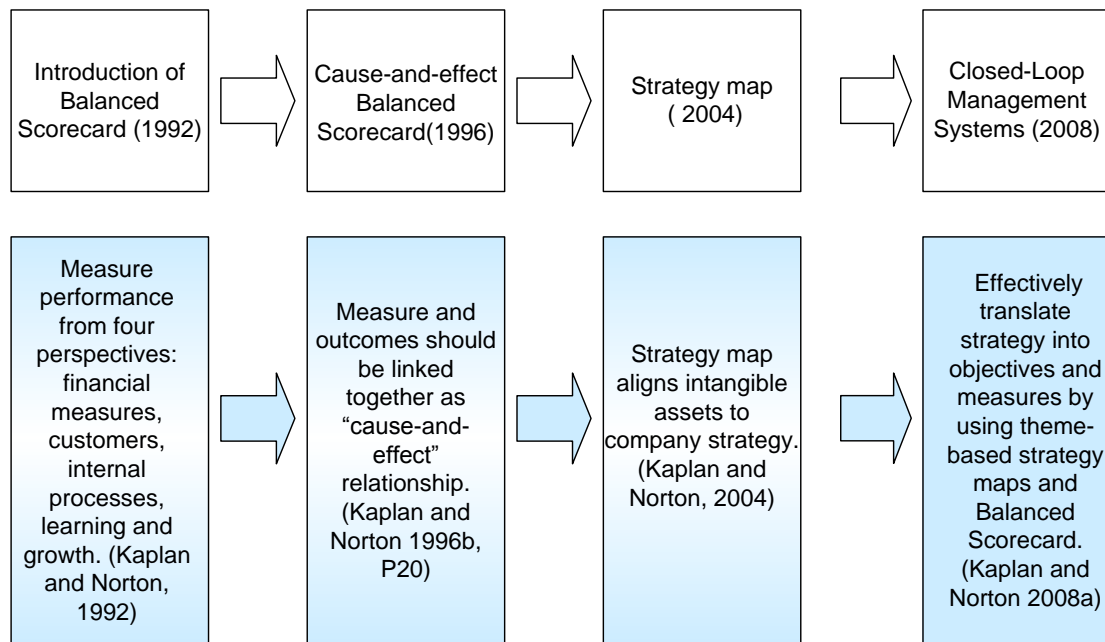 Introduction of
Balanced
Scorecard (1992)
Cause-and-effect
Balanced
Scorecard(1996)
Strategy map
( 2004)
Closed-Loop
Management
Systems (2008)
Measure
performance
from four
perspectives:
financial
measures,
customers,
internal
processes,
learning and
growth. (Kaplan
and Norton,
1992)
Measure and
outcomes should
be linked
together as
“cause-and-
effect” relationship.
(Kaplan and
Norton 1996b,
P20)
Strategy map
aligns intangible
assets to
company strategy.
(Kaplan and
Norton, 2004)
Effectively
translate
strategy into
objectives and
measures by
using theme-
based strategy
maps and
Balanced
Scorecard.
(Kaplan and
Norton 2008a)